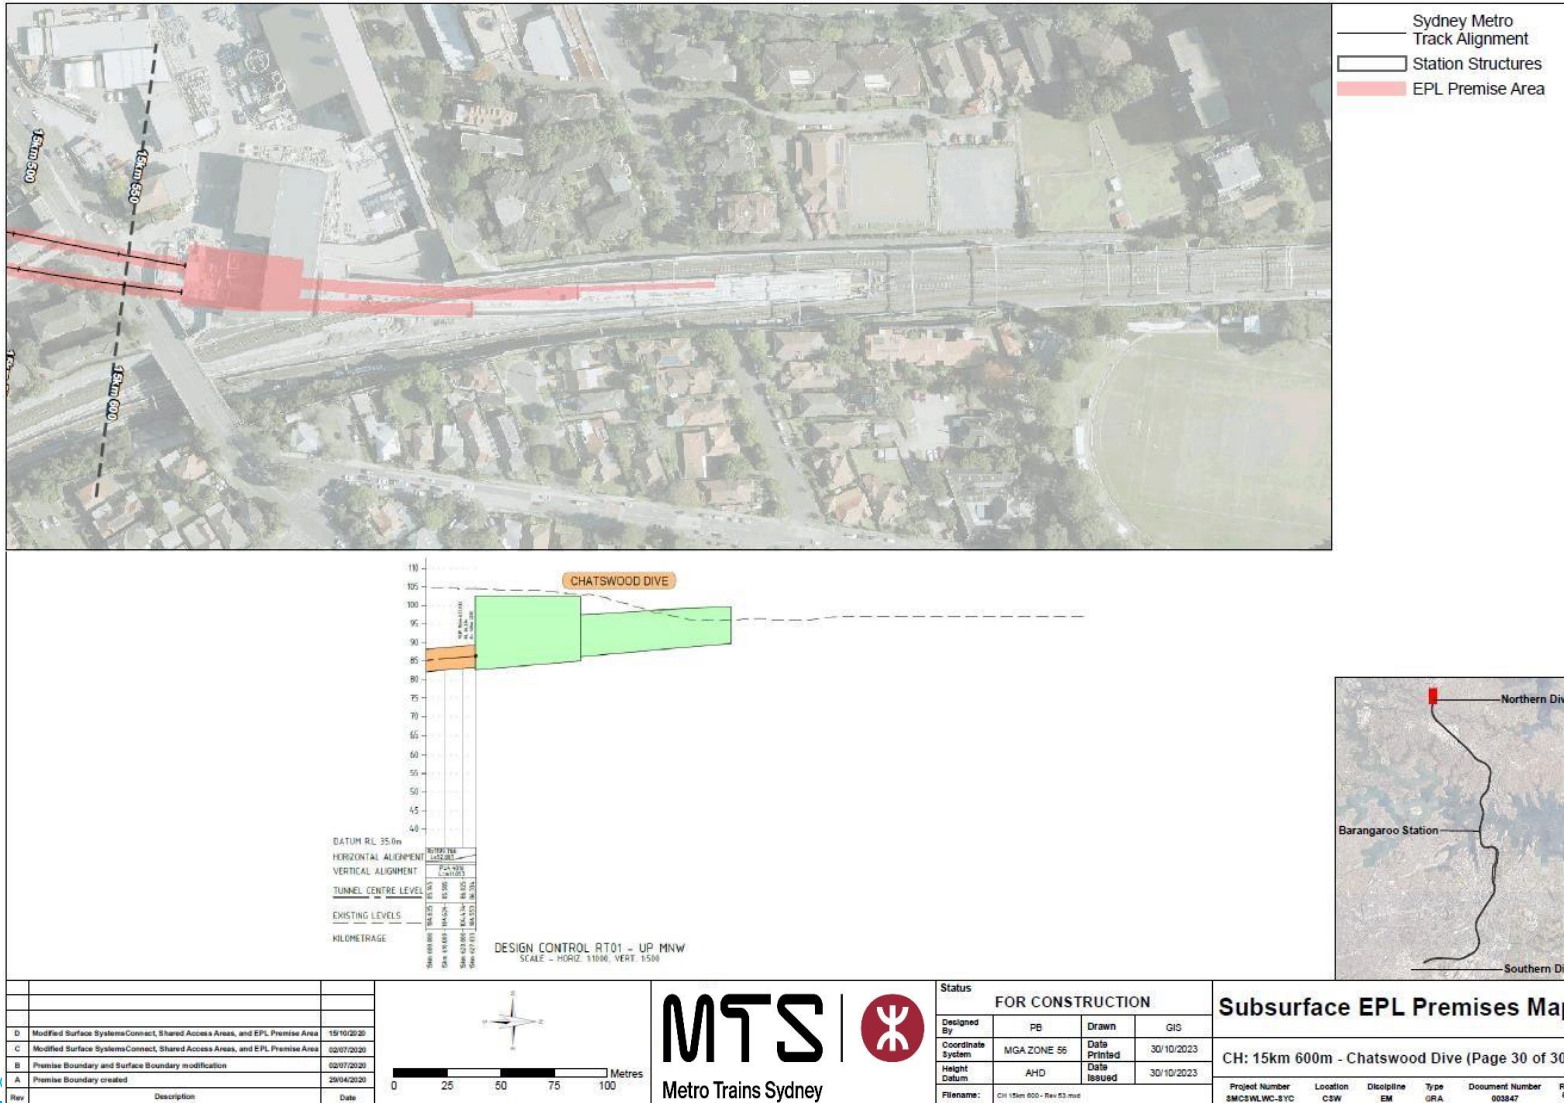 Sydney Metro
Track Alignment
Station Structures
EPL Premise Area
15km 500
15km 550
15km 600
CHATSWOOD DIVE
110
105
100
95
90
85
80
75
70
65
60
55
50
45
40
DATUM R.L. 35.0m
HORIZONTAL ALIGNMENT
VERTICAL ALIGNMENT
TUNNEL CENTRE LEVEL
EXISTING LEVELS
KILOMETRAGE
DESIGN CONTROL RT01 - UP MNW
SCALE - HORIZ. 1:1000, VERT. 1:500
Northern Div
Barangaroo Station
Southern Di
D Modified Surface SystemsConnect, Shared Access Areas, and EPL Premise Area 15/10/2020
C Modified Surface SystemsConnect, Shared Access Areas, and EPL Premise Area 02/07/2020
B Premise Boundary and Surface Boundary modification 02/07/2020
A Premise Boundary created 29/04/2020
Rev Description Date
0 25 50 75 100 Metres
MTS
Metro Trains Sydney
Status
FOR CONSTRUCTION
Designed By PB Drawn GIS
Coordinate System MGA ZONE 56 Date Printed 30/10/2023
Height Datum AHD Date Issued 30/10/2023
Filename: CH 15km 600 - Rev 53.mxd
Subsurface EPL Premises Map
CH: 15km 600m - Chatswood Dive (Page 30 of 30
Project Number Location Discipline Type Document Number R
SMCSWLWC-SYC CSW EM GRA 003847